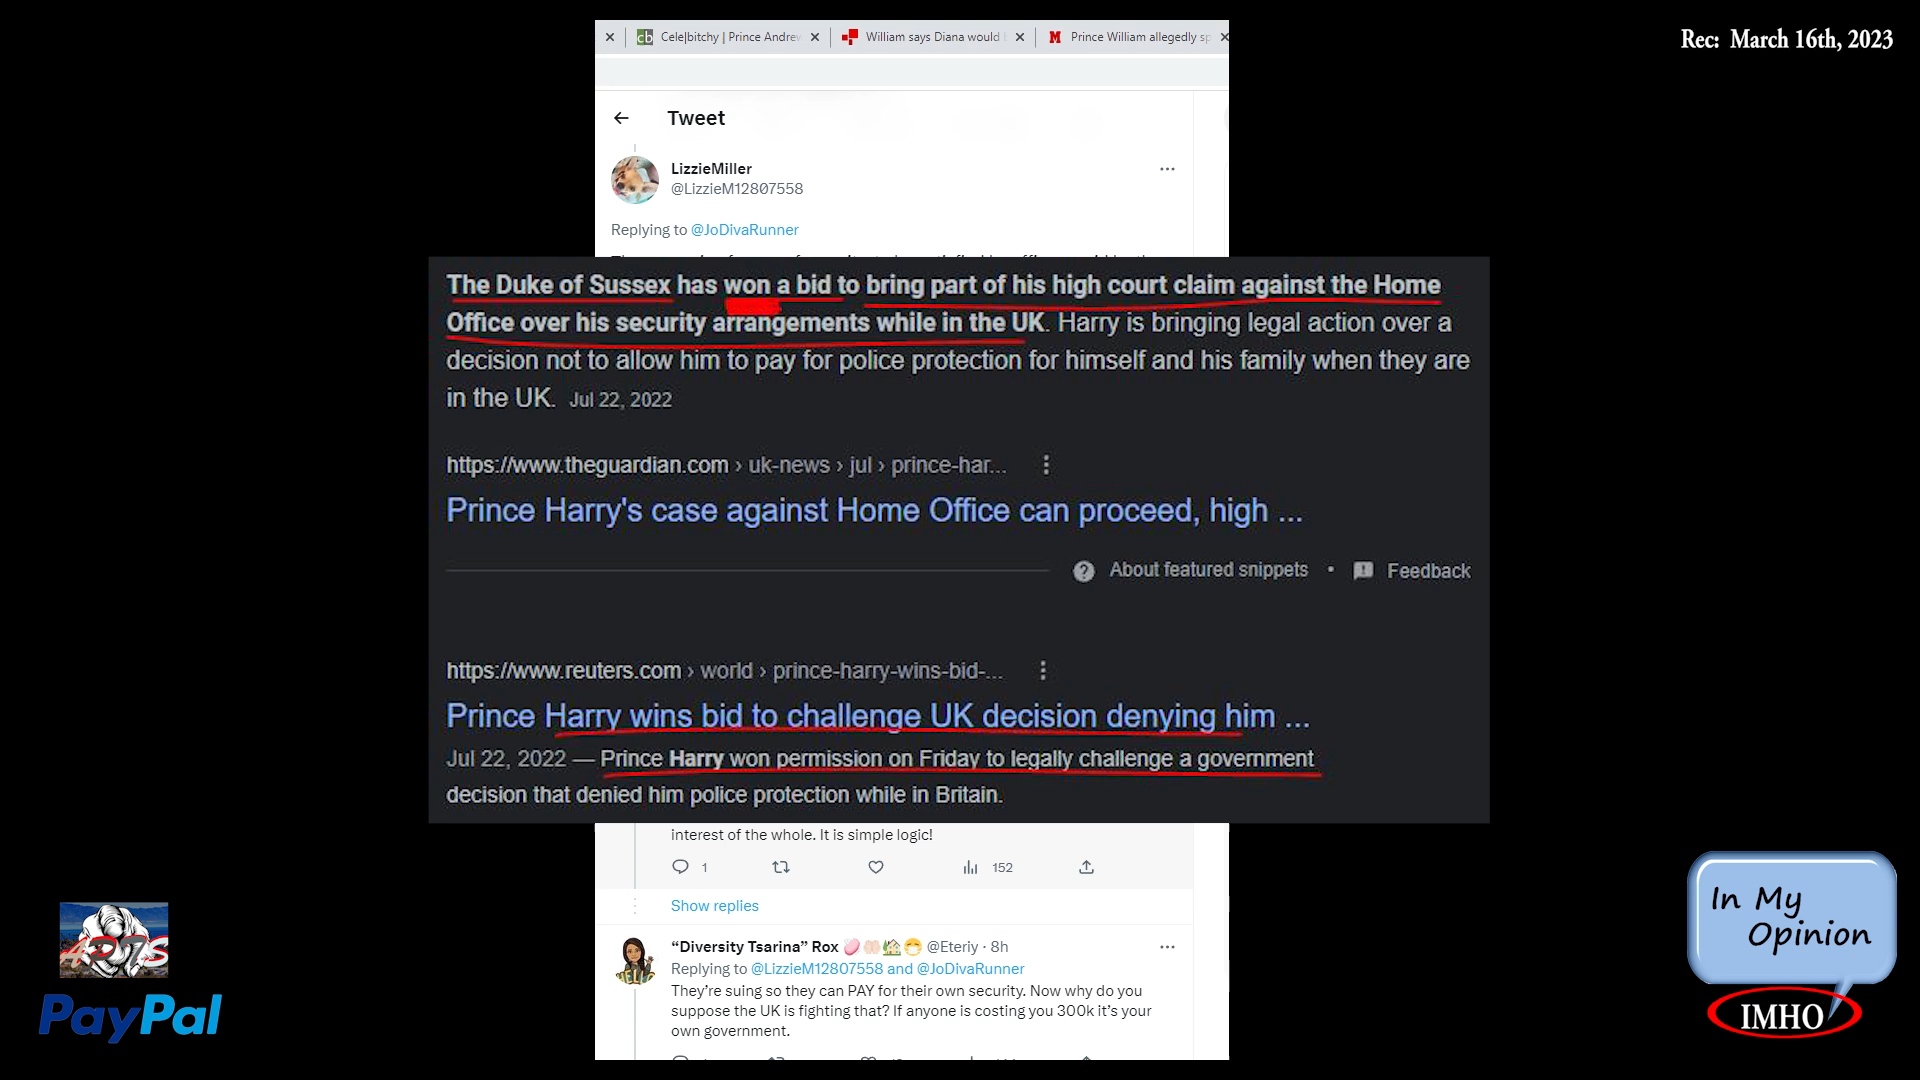 Rec: March 16th, 2023
Cele|bitchy | Prince Andrew
William says Diana would
Prince William allegedly sp
Tweet
LizzieMiller
@LizzieM12807558
Replying to @JoDivaRunner
The Duke of Sussex has won a bid to bring part of his high court claim against the Home
Office over his security arrangements while in the UK. Harry is bringing legal action over a
decision not to allow him to pay for police protection for himself and his family when they are
in the UK. Jul 22, 2022
https://www.theguardian.com › uk-news › jul › prince-har...
Prince Harry's case against Home Office can proceed, high ...
About featured snippets • Feedback
https://www.reuters.com › world › prince-harry-wins-bid-...
Prince Harry wins bid to challenge UK decision denying him ...
Jul 22, 2022 — Prince Harry won permission on Friday to legally challenge a government
decision that denied him police protection while in Britain.
interest of the whole. It is simple logic!
1 152
Show replies
“Diversity Tsarina” Rox @Eteriy · 8h
Replying to @LizzieM12807558 and @JoDivaRunner
They’re suing so they can PAY for their own security. Now why do you
suppose the UK is fighting that? If anyone is costing you 300k it’s your
own government.
PayPal
In My
Opinion
IMHO